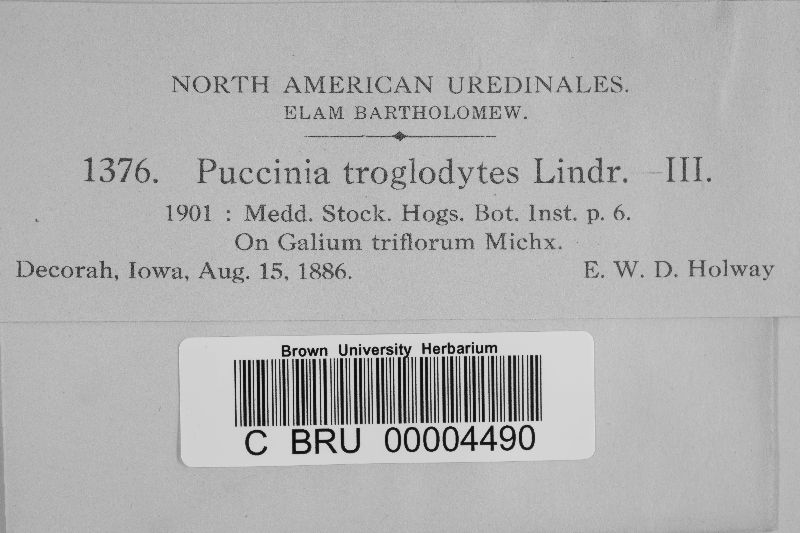 NORTH AMERICAN UREDINALES.
ELAM BARTHOLOMEW.
1376. Puccinia troglodytes Lindr. —III.
1901 : Medd. Stock. Hogs. Bot. Inst. p. 6.
On Galium triflorum Michx.
Decorah, Iowa, Aug. 15, 1886. E. W. D. Holway
Brown University Herbarium
C BRU 00004490